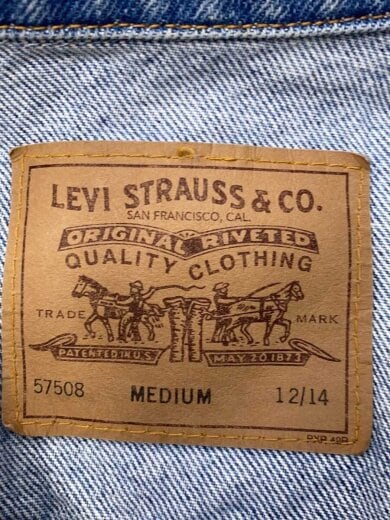 LEVI STRAUSS & CO.
SAN FRANCISCO, CAL.
ORIGINAL RIVETED
QUALITY CLOTHING
TRADE MARK
PATENTED IN U.S. MAY 20 1873
57508 MEDIUM 12/14